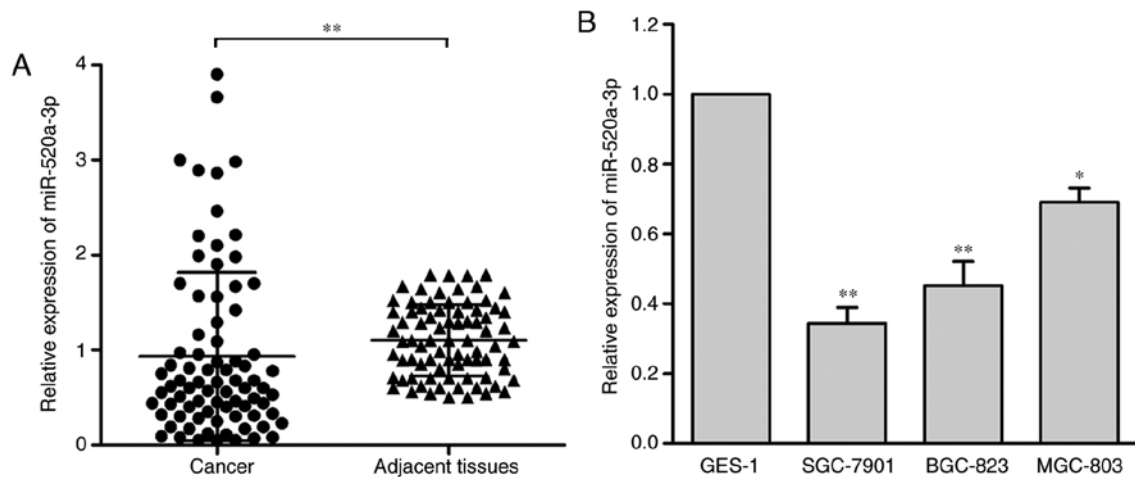 A
**
Relative expression of miR-520a-3p
4
3
2
1
0
Cancer
Adjacent tissues
B
Relative expression of miR-520a-3p
1.2
1.0
0.8
0.6
0.4
0.2
0.0
**
**
*
GES-1
SGC-7901
BGC-823
MGC-803